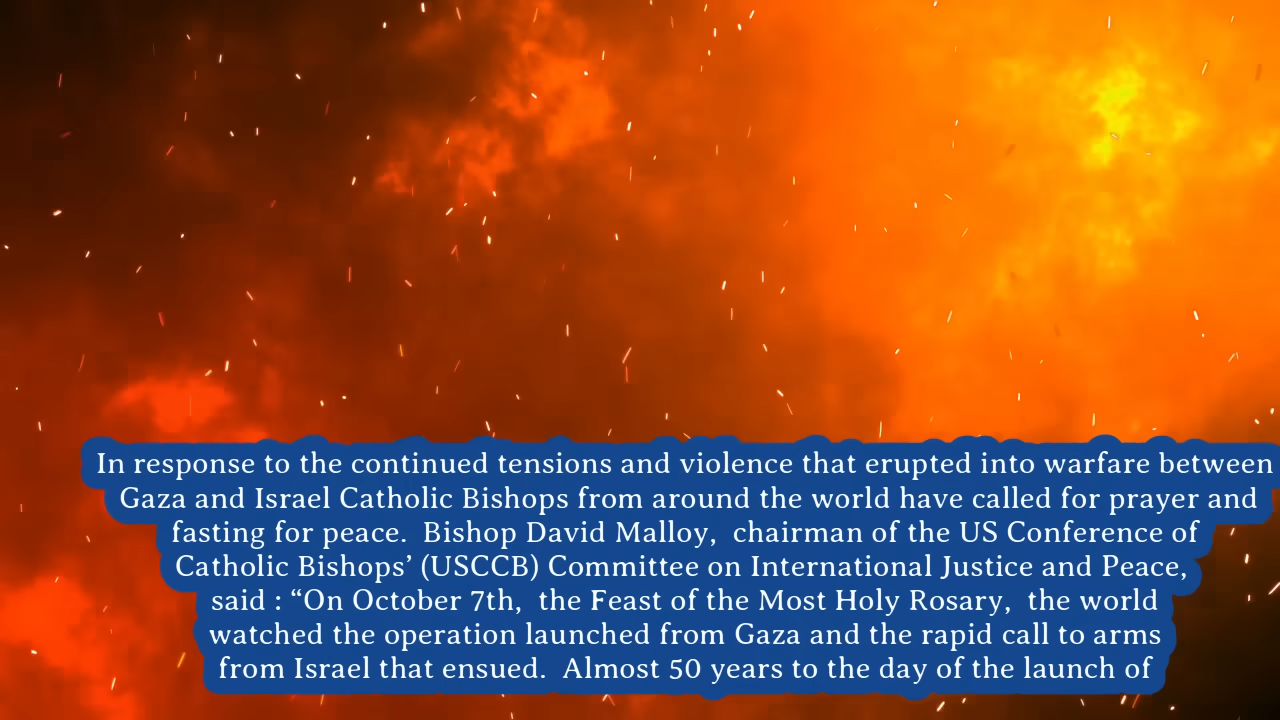 In response to the continued tensions and violence that erupted into warfare between
Gaza and Israel Catholic Bishops from around the world have called for prayer and
fasting for peace.  Bishop David Malloy,  chairman of the US Conference of
Catholic Bishops’ (USCCB) Committee on International Justice and Peace,
said : “On October 7th,  the Feast of the Most Holy Rosary,  the world
watched the operation launched from Gaza and the rapid call to arms
from Israel that ensued.  Almost 50 years to the day of the launch of